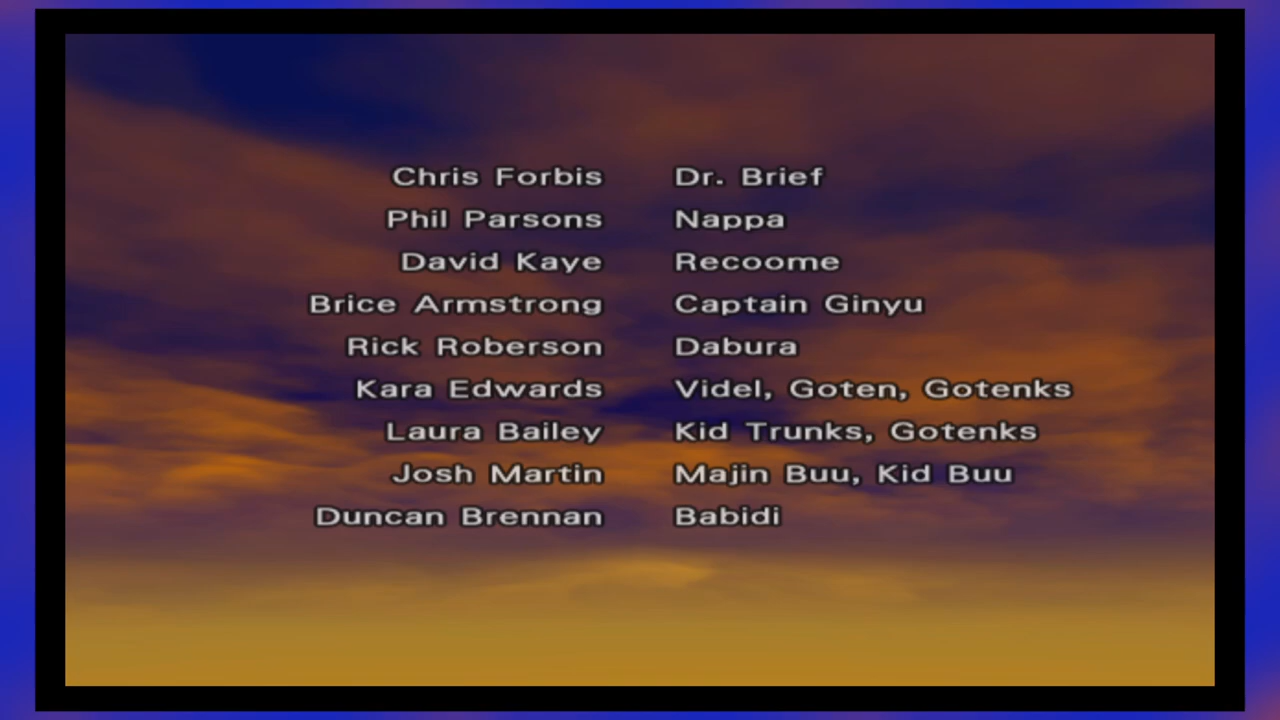 Chris Forbis Dr. Brief
Phil Parsons Nappa
David Kaye Recoome
Brice Armstrong Captain Ginyu
Rick Roberson Dabura
Kara Edwards Videl, Goten, Gotenks
Laura Bailey Kid Trunks, Gotenks
Josh Martin Majin Buu, Kid Buu
Duncan Brennan Babidi